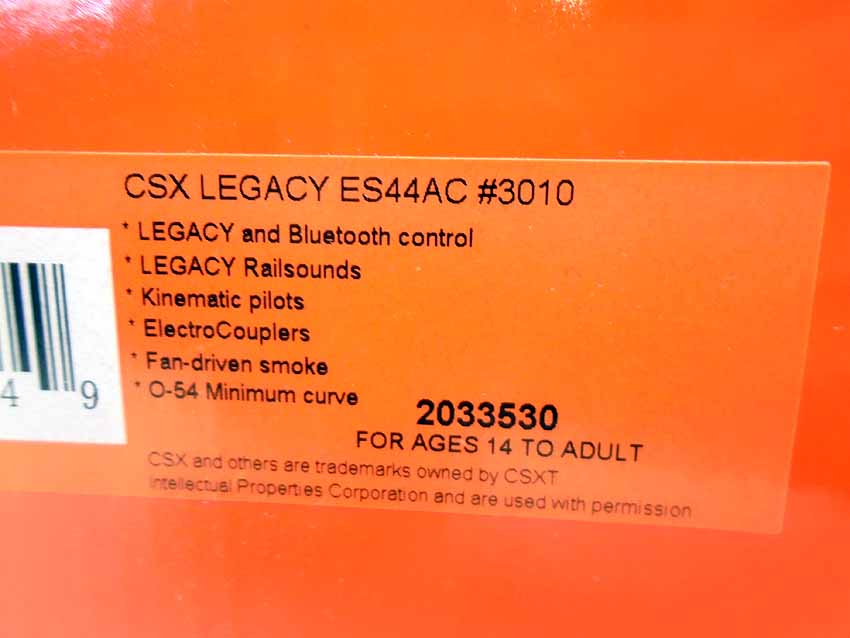 CSX LEGACY ES44AC #3010
* LEGACY and Bluetooth control
* LEGACY Railsounds
* Kinematic pilots
* ElectroCouplers
* Fan-driven smoke
* O-54 Minimum curve
2033530
FOR AGES 14 TO ADULT
CSX and others are trademarks owned by CSXT
Intellectual Properties Corporation and are used with permission
4 9